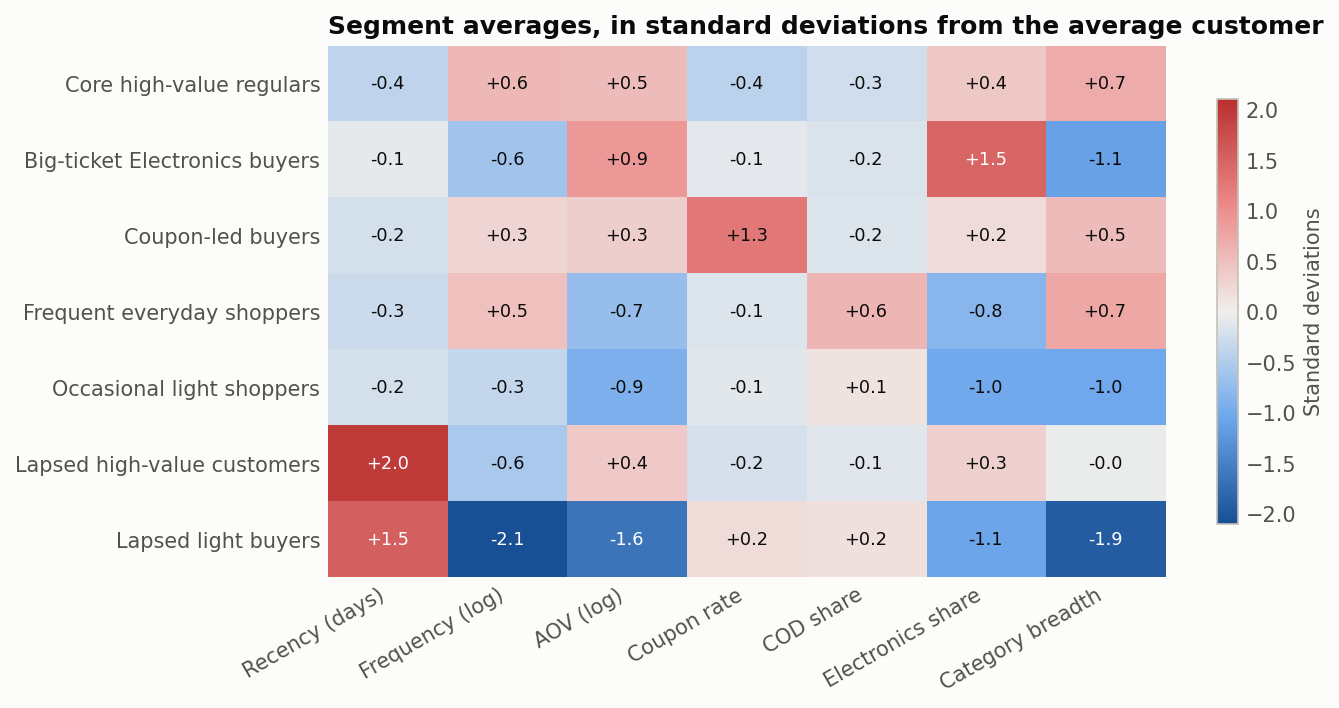 Segment averages, in standard deviations from the average customer
Core high-value regulars -0.4 +0.6 +0.5 -0.4 -0.3 +0.4 +0.7
Big-ticket Electronics buyers -0.1 -0.6 +0.9 -0.1 -0.2 +1.5 -1.1
Coupon-led buyers -0.2 +0.3 +0.3 +1.3 -0.2 +0.2 +0.5
Frequent everyday shoppers -0.3 +0.5 -0.7 -0.1 +0.6 -0.8 +0.7
Occasional light shoppers -0.2 -0.3 -0.9 -0.1 +0.1 -1.0 -1.0
Lapsed high-value customers +2.0 -0.6 +0.4 -0.2 -0.1 +0.3 -0.0
Lapsed light buyers +1.5 -2.1 -1.6 +0.2 +0.2 -1.1 -1.9
Recency (days)
Frequency (log)
AOV (log)
Coupon rate
COD share
Electronics share
Category breadth
2.0
1.5
1.0
0.5
0.0
−0.5
−1.0
−1.5
−2.0
Standard deviations